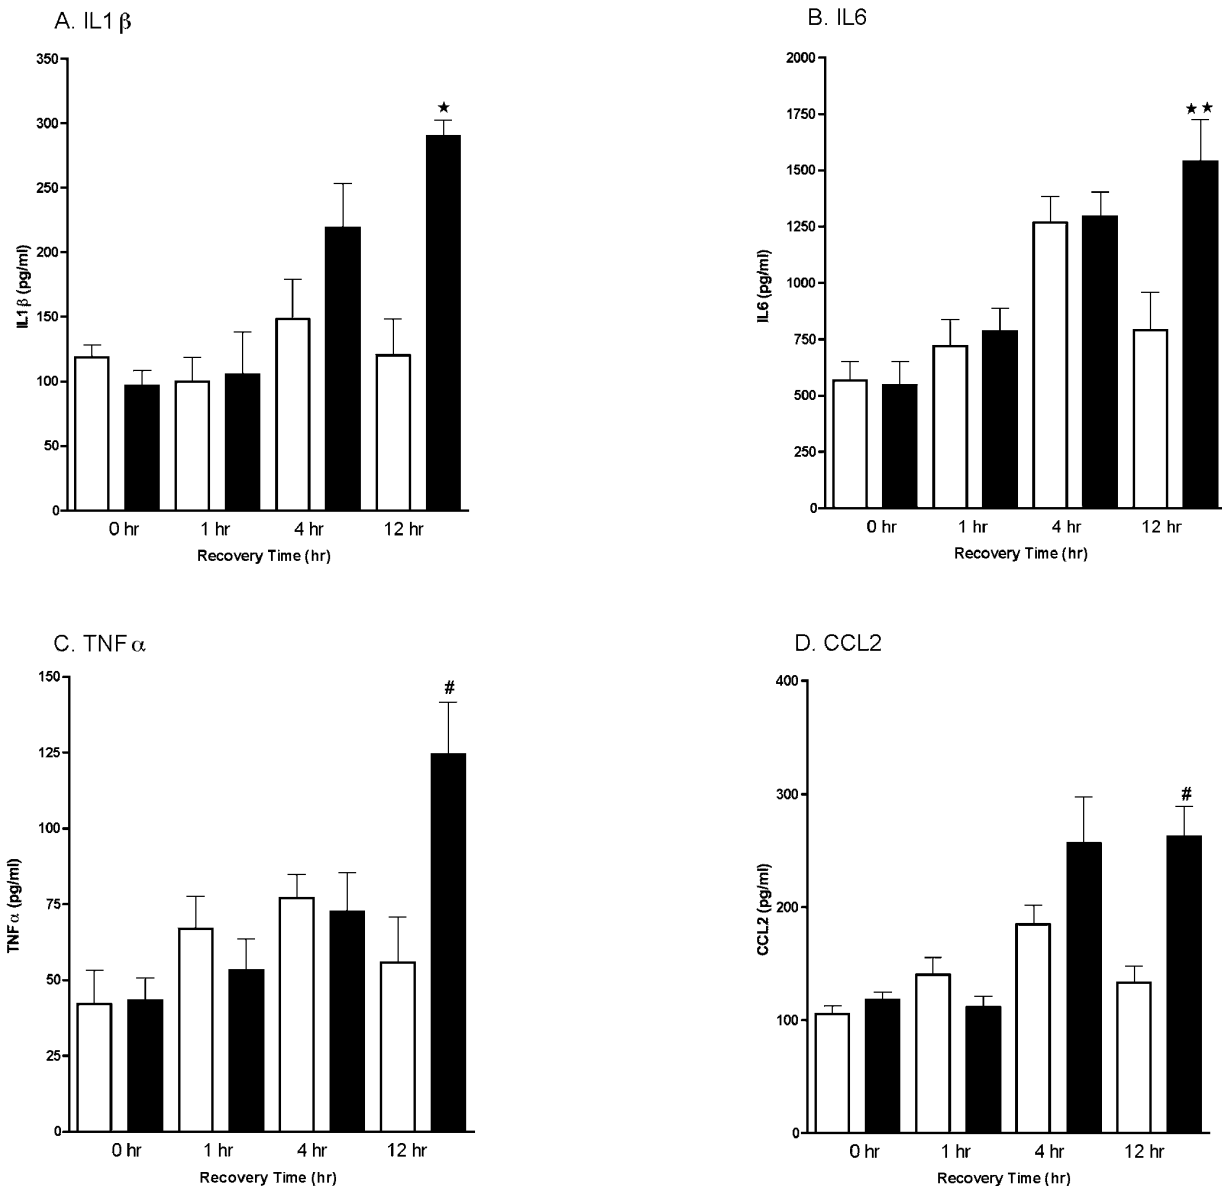 A. IL1β
350
300
250
200
150
100
50
0
IL1β (pg/ml)
★
0 hr 1 hr 4 hr 12 hr
Recovery Time (hr)
B. IL6
2000
1750
1500
1250
1000
750
500
250
0
IL6 (pg/ml)
★★
0 hr 1 hr 4 hr 12 hr
Recovery Time (hr)
C. TNFα
150
125
100
75
50
25
0
TNFα (pg/ml)
#
0 hr 1 hr 4 hr 12 hr
Recovery Time (hr)
D. CCL2
400
300
200
100
0
CCL2 (pg/ml)
#
0 hr 1 hr 4 hr 12 hr
Recovery Time (hr)